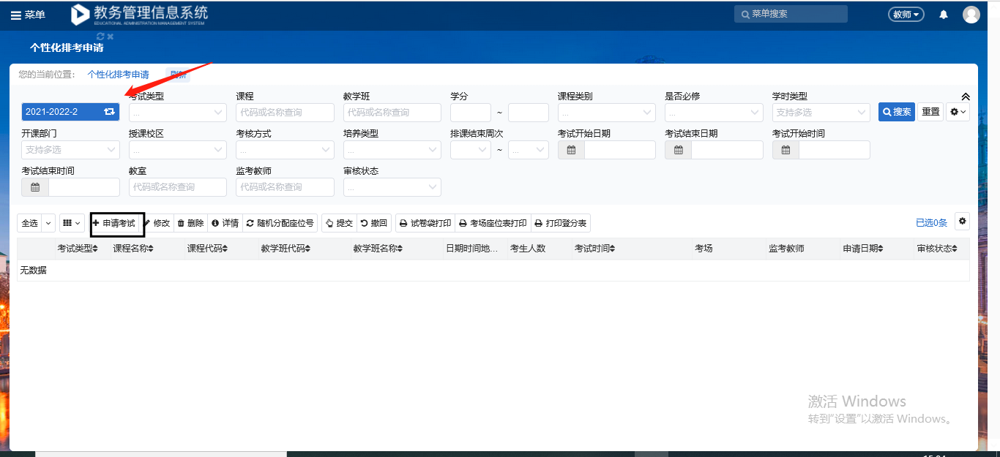 菜单 教务管理信息系统 菜单搜索 教师
EDUCATIONAL ADMINISTRATION MANAGEMENT SYSTEM
个性化排考申请
您的当前位置： 个性化排考申请 刷新
考试类型 课程 教学班 学分 课程类别 是否必修 学时类型
2021-2022-2 ... 代码或名称查询 代码或名称查询 ~ ... ... 支持多选 搜索 重置
开课部门 授课校区 考核方式 培养类型 排课结束周次 考试开始日期 考试结束日期 考试开始时间
支持多选 ... ... ... ~ ...
考试结束时间 教室 监考教师 审核状态
代码或名称查询 代码或名称查询 ...
全选 申请考试 修改 删除 详情 随机分配座位号 提交 撤回 试卷袋打印 考场座位表打印 打印登分表 已选0条
考试类型 课程名称 课程代码 教学班代码 教学班名称 日期时间地... 考生人数 考试时间 考场 监考教师 申请日期 审核状态
无数据
激活 Windows
转到"设置"以激活 Windows。